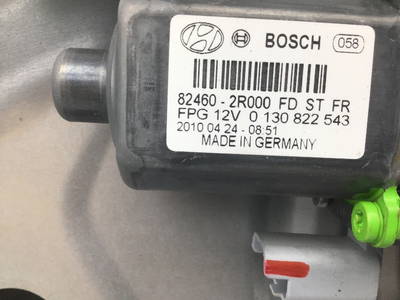 BOSCH 058
82460 - 2R000 FD ST FR
FPG 12V 0 130 822 543
2010 04 24 - 08:51
MADE IN GERMANY